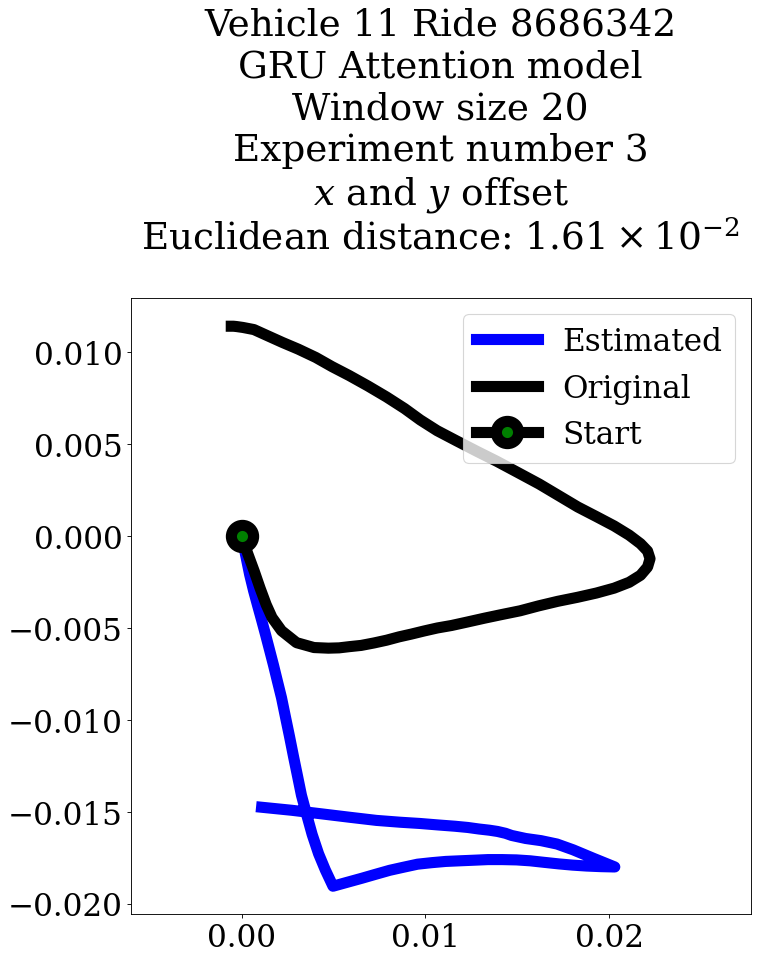 Vehicle 11 Ride 8686342
GRU Attention model
Window size 20
Experiment number 3
x and y offset
Euclidean distance: 1.61 × 10⁻²
Estimated
Original
Start
0.010
0.005
0.000
−0.005
−0.010
−0.015
−0.020
0.00
0.01
0.02